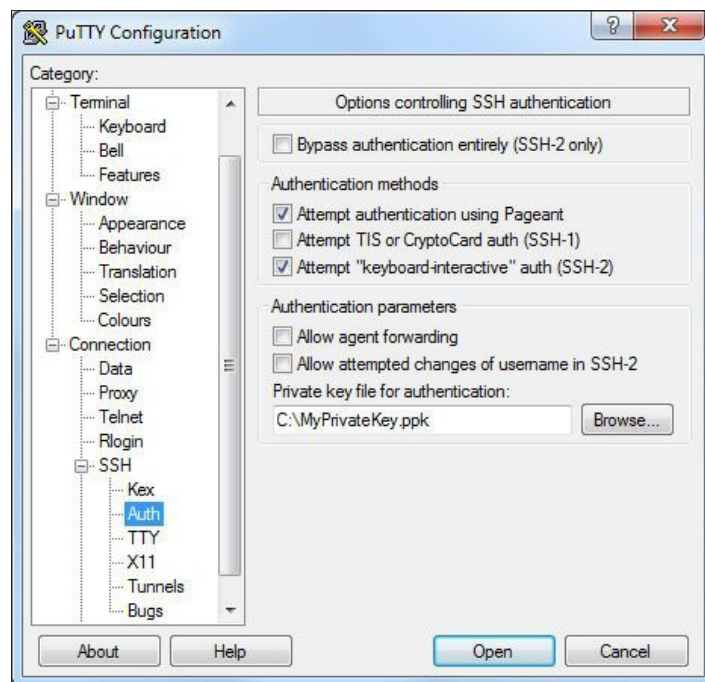 PuTTY Configuration
?
X
Category:
Terminal
Keyboard
Bell
Features
Window
Appearance
Behaviour
Translation
Selection
Colours
Connection
Data
Proxy
Telnet
Rlogin
SSH
Kex
Auth
TTY
X11
Tunnels
Bugs
Options controlling SSH authentication
Bypass authentication entirely (SSH-2 only)
Authentication methods
Attempt authentication using Pageant
Attempt TIS or CryptoCard auth (SSH-1)
Attempt "keyboard-interactive" auth (SSH-2)
Authentication parameters
Allow agent forwarding
Allow attempted changes of username in SSH-2
Private key file for authentication:
C:\MyPrivateKey.ppk
Browse...
About
Help
Open
Cancel